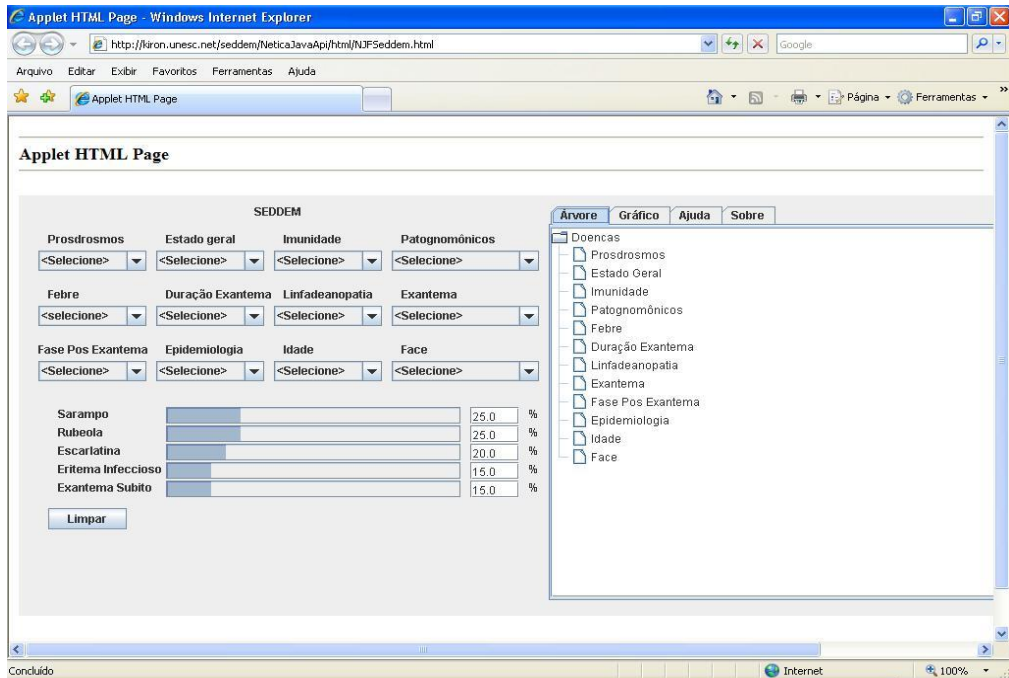 Applet HTML Page - Windows Internet Explorer
http://kiron.unesc.net/seddem/NeticaJavaApi/html/NJFSeddem.html
Google
Arquivo Editar Exibir Favoritos Ferramentas Ajuda
Applet HTML Page
Página
Ferramentas
»
Applet HTML Page
SEDDEM
Prosdrosmos Estado geral Imunidade Patognomônicos
<Selecione> <Selecione> <Selecione> <Selecione>
Febre Duração Exantema Linfadeanopatia Exantema
<selecione> <Selecione> <Selecione> <Selecione>
Fase Pos Exantema Epidemiologia Idade Face
<Selecione> <Selecione> <Selecione> <Selecione>
Sarampo 25.0 %
Rubeola 25.0 %
Escarlatina 20.0 %
Eritema Infeccioso 15.0 %
Exantema Subito 15.0 %
Limpar
Árvore Gráfico Ajuda Sobre
Doencas
Prosdrosmos
Estado Geral
Imunidade
Patognomônicos
Febre
Duração Exantema
Linfadeanopatia
Exantema
Fase Pos Exantema
Epidemiologia
Idade
Face
Concluído
Internet
100%